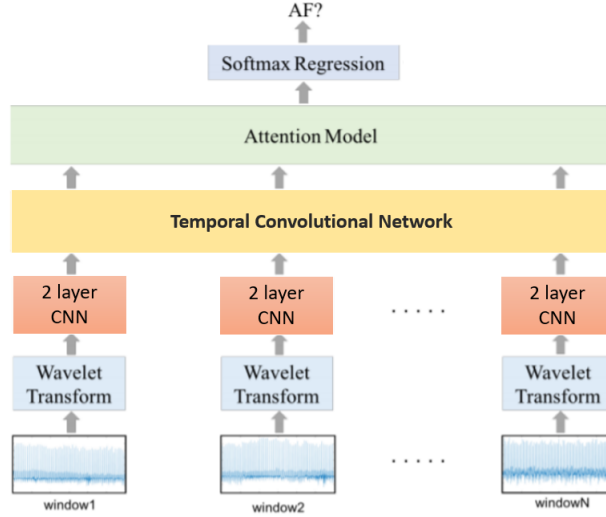 AF?
Softmax Regression
Attention Model
Temporal Convolutional Network
2 layer
CNN
2 layer
CNN
. . . . .
2 layer
CNN
Wavelet
Transform
Wavelet
Transform
Wavelet
Transform
. . . . .
window1
window2
windowN